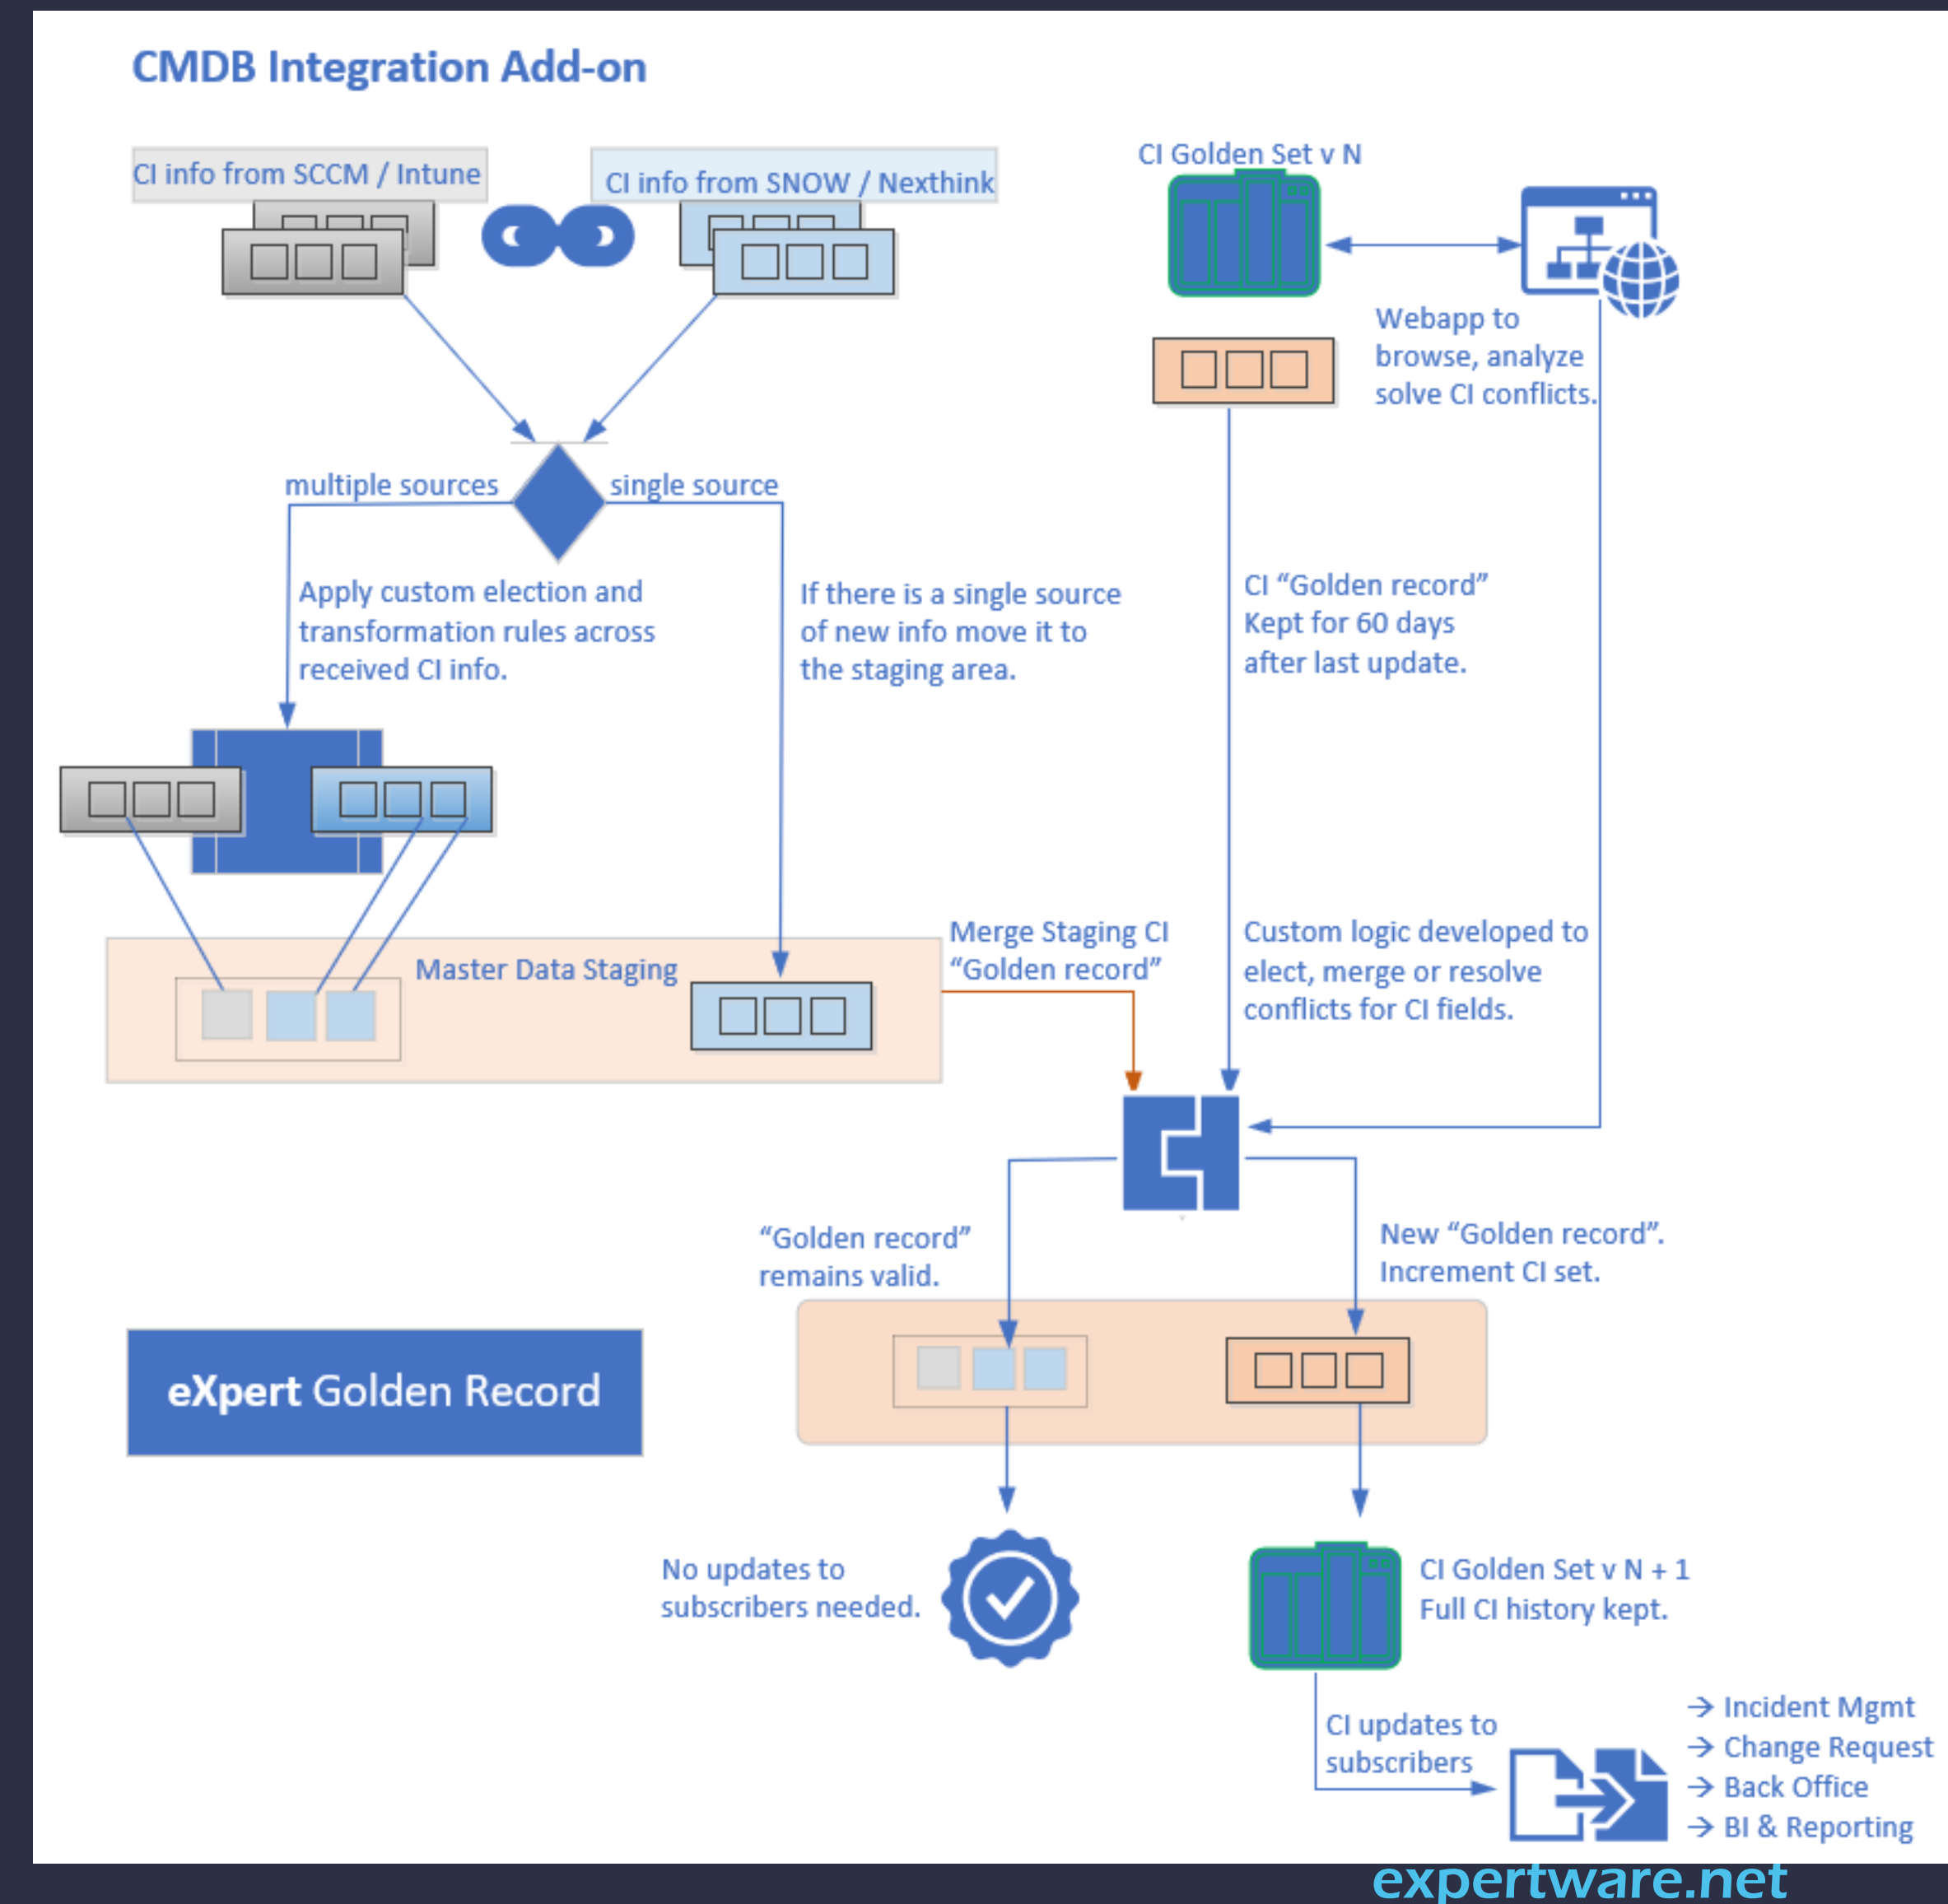 CMDB Integration Add-on
CI info from SCCM / Intune
CI info from SNOW / Nexthink
CI Golden Set v N
Webapp to
browse, analyze
solve CI conflicts.
multiple sources
single source
Apply custom election and
transformation rules across
received CI info.
If there is a single source
of new info move it to
the staging area.
CI “Golden record”
Kept for 60 days
after last update.
Master Data Staging
Merge Staging CI
“Golden record”
Custom logic developed to
elect, merge or resolve
conflicts for CI fields.
“Golden record”
remains valid.
New “Golden record”.
Increment CI set.
eXpert Golden Record
No updates to
subscribers needed.
CI Golden Set v N + 1
Full CI history kept.
CI updates to
subscribers
→ Incident Mgmt
→ Change Request
→ Back Office
→ BI & Reporting
expertware.net